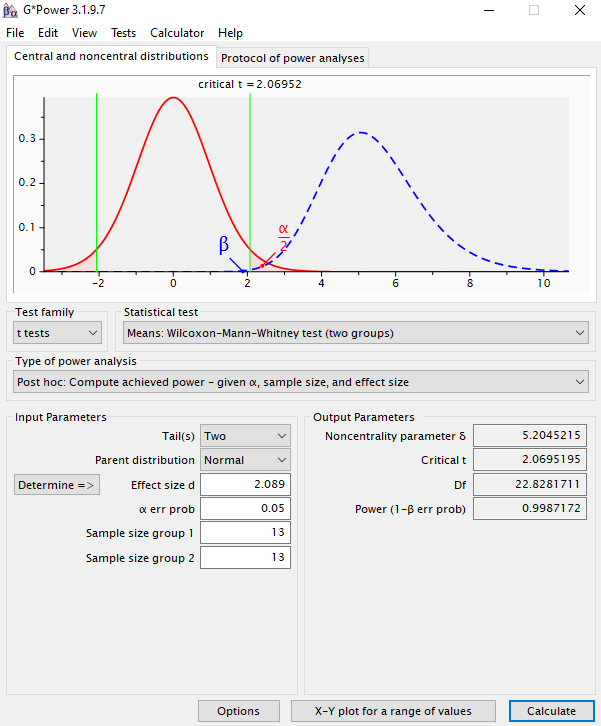 βα G*Power 3.1.9.7
File Edit View Tests Calculator Help
Central and noncentral distributions Protocol of power analyses
critical t = 2.06952
0.3
0.2
0.1
0
β
α
2
−2 0 2 4 6 8 10
Test family Statistical test
t tests Means: Wilcoxon-Mann-Whitney test (two groups)
Type of power analysis
Post hoc: Compute achieved power - given α, sample size, and effect size
Input Parameters Output Parameters
Tail(s) Two Noncentrality parameter δ 5.2045215
Parent distribution Normal Critical t 2.0695195
Determine => Effect size d 2.089 Df 22.8281711
α err prob 0.05 Power (1-β err prob) 0.9987172
Sample size group 1 13
Sample size group 2 13
Options X-Y plot for a range of values Calculate